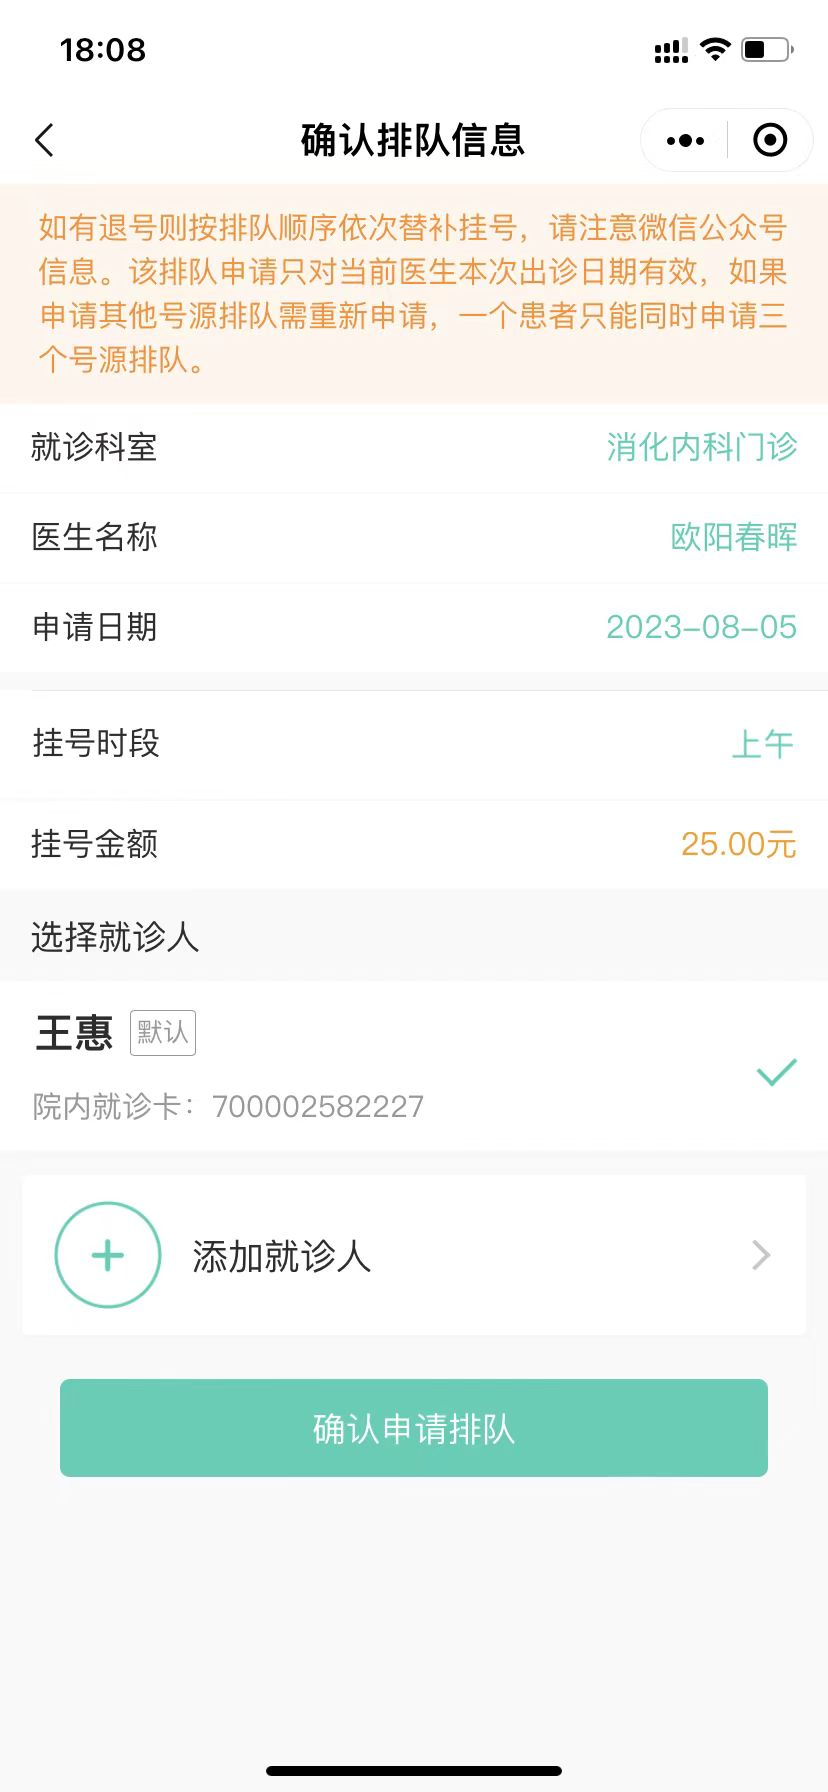 18:08
确认排队信息
如有退号则按排队顺序依次替补挂号，请注意微信公众号
信息。该排队申请只对当前医生本次出诊日期有效，如果
申请其他号源排队需重新申请，一个患者只能同时申请三
个号源排队。
就诊科室 消化内科门诊
医生名称 欧阳春晖
申请日期 2023-08-05
挂号时段 上午
挂号金额 25.00元
选择就诊人
王惠 默认
院内就诊卡：700002582227
添加就诊人
确认申请排队